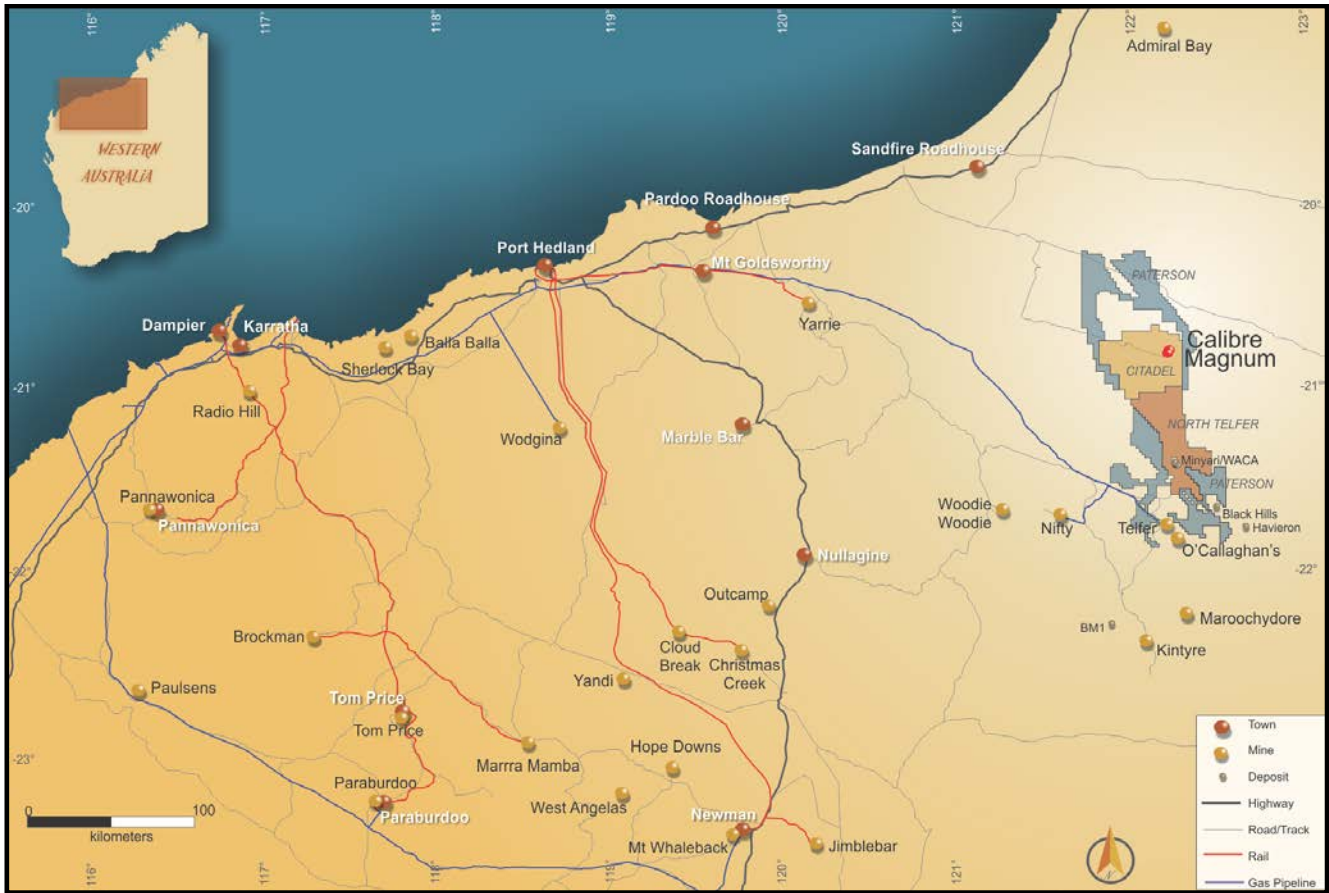 116°
117°
118°
119°
120°
121°
122°
123°
Admiral Bay
WESTERN
AUSTRALIA
Sandfire Roadhouse
-20°
-20°
Pardoo Roadhouse
Port Hedland
Mt Goldsworthy
PATERSON
Yarrie
Dampier
Karratha
Balla Balla
Sherlock Bay
Calibre
Magnum
CITADEL
-21°
-21°
Radio Hill
Wodgina
Marble Bar
NORTH TELFER
Minyari/WACA
PATERSON
Pannawonica
Pannawonica
Woodie
Woodie
Nifty
Telfer
Black Hills
Havieron
O'Callaghan's
Nullagine
-22°
-22°
Outcamp
Brockman
Cloud
Break
Christmas
Creek
BM1
Maroochydore
Kintyre
Paulsens
Yandi
Tom Price
Tom Price
Marrra Mamba
Hope Downs
-23°
Paraburdoo
Paraburdoo
West Angelas
Newman
Mt Whaleback
Jimblebar
0
100
kilometers
Town
Mine
Deposit
Highway
Road/Track
Rail
Gas Pipeline
N
116°
117°
118°
119°
120°
121°